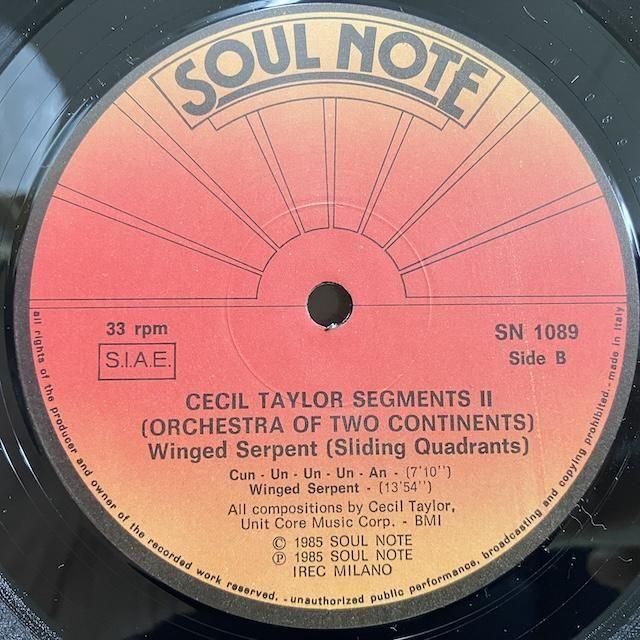 SOUL NOTE
33 rpm
S.I.A.E.
SN 1089
Side B
CECIL TAYLOR SEGMENTS II
(ORCHESTRA OF TWO CONTINENTS)
Winged Serpent (Sliding Quadrants)
Cun - Un - Un - Un - An - (7'10'')
Winged Serpent - (13'54'')
All compositions by Cecil Taylor,
Unit Core Music Corp. - BMI
© 1985 SOUL NOTE
℗ 1985 SOUL NOTE
IREC MILANO
all rights of the producer and owner of the recorded work reserved. - unauthorized public performance, broadcasting and copying prohibited. - made in Italy